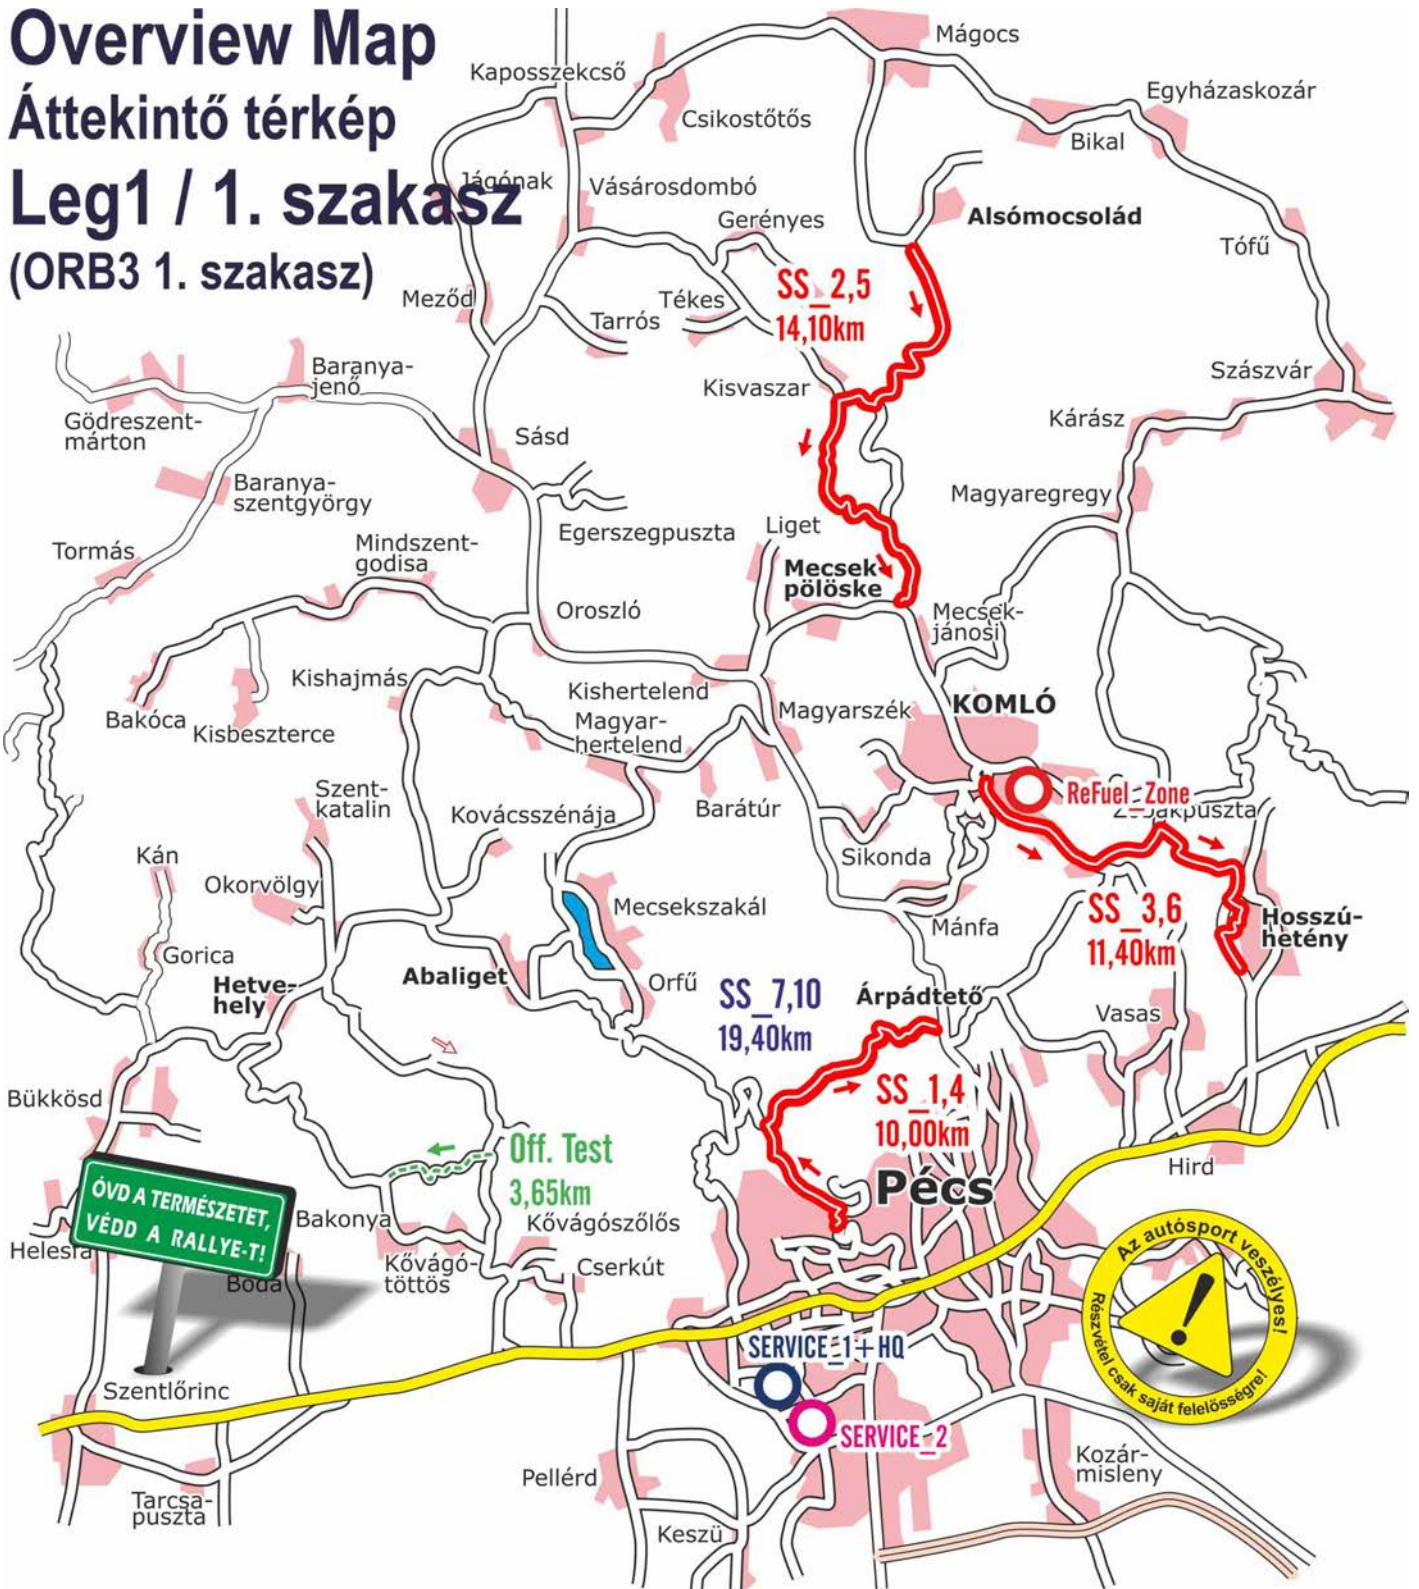 Overview Map
Áttekintő térkép
Leg1 / 1. szakasz
(ORB3 1. szakasz)
Mágocs
Kaposszekcső
Egyházaskozár
Csikostőtős
Bikal
Jágónak
Vásárosdombó
Gerényes
Alsómocsolád
Tófű
SS_2,5
14,10km
Meződ
Tékes
Tarrós
Baranya-
jenő
Kisvaszar
Szászvár
Gödreszent-
márton
Kárász
Sásd
Baranya-
szentgyörgy
Magyaregregy
Liget
Egerszegpuszta
Tormás
Mindszent-
godisa
Mecsek-
pölöske
Oroszló
Mecsek-
jánosi
Kishajmás
Kishertelend
Bakóca
Kisbeszterce
Magyar-
hertelend
Magyarszék
KOMLÓ
Szent-
katalin
Kovácsszénája
Barátúr
ReFuel_Zone
Sikonda
Kán
Okorvölgy
Mecsekszakál
SS_3,6
11,40km
Hosszú-
hetény
Mánfa
Gorica
Hetve-
hely
Abaliget
Orfű
SS_7,10
19,40km
Árpádtető
Vasas
Bükkösd
SS_1,4
10,00km
Off. Test
3,65km
Hird
Pécs
ÓVD A TERMÉSZETET,
VÉDD A RALLYE-T!
Bakonya
Kővágószőlős
Helesfa
Boda
Kővágó-
töttös
Cserkút
Az autósport veszélyes!
Részvétel csak saját felelősségre!
SERVICE_1+HQ
Szentlőrinc
SERVICE_2
Kozár-
misleny
Pellérd
Tarcsa-
puszta
Keszü